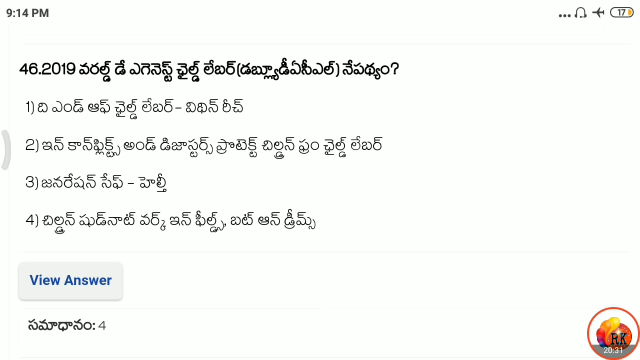 9:14 PM
17
46.2019 వరల్డ్ డే ఎగెనెస్ట్ ఛైల్డ్ లేబర్(డబ్ల్యూడీఏసీఎల్) నేపథ్యం?
1) ది ఎండ్ ఆఫ్ ఛైల్డ్ లేబర్- విథిన్ రీచ్
2) ఇన్ కాన్‌ఫ్లిక్ట్స్ అండ్ డిజాస్టర్స్ ప్రొటెక్ట్ చిల్డ్రన్ ఫ్రం ఛైల్డ్ లేబర్
3) జనరేషన్ సేఫ్ - హెల్తీ
4) చిల్డ్రన్ షుడ్‌నాట్ వర్క్ ఇన్ ఫీల్డ్స్, బట్ ఆన్ డ్రీమ్స్
View Answer
సమాధానం: 4
RK
20:31